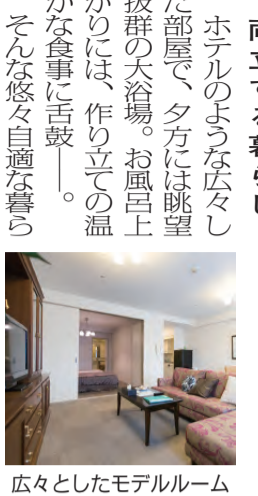 両立する暮らし
ホテルのような広々し
た部屋で、夕方には眺望
抜群の大浴場。お風呂上
がりには、作り立ての温
かな食事に舌鼓――。
そんな悠々自適な暮ら
広々としたモデルルーム